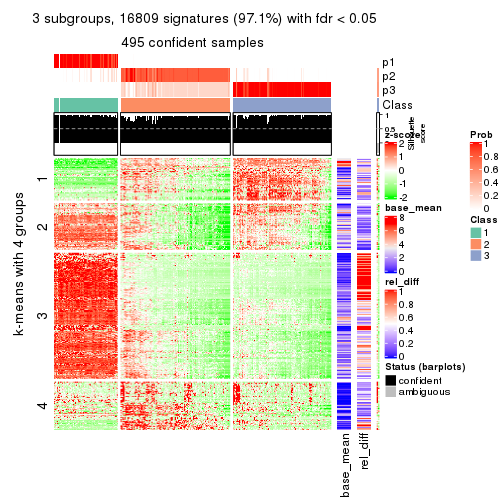 3 subgroups, 16809 signatures (97.1%) with fdr < 0.05
495 confident samples
p1
p2
p3
Class
1
0.5
0
Silhouette
score
k-means with 4 groups
1
2
3
4
base_mean
rel_diff
z-score
2
1
0
-1
-2
base_mean
8
6
4
2
0
rel_diff
1
0.8
0.6
0.4
0.2
0
Status (barplots)
confident
ambiguous
Prob
1
0.8
0.6
0.4
0.2
0
Class
1
2
3